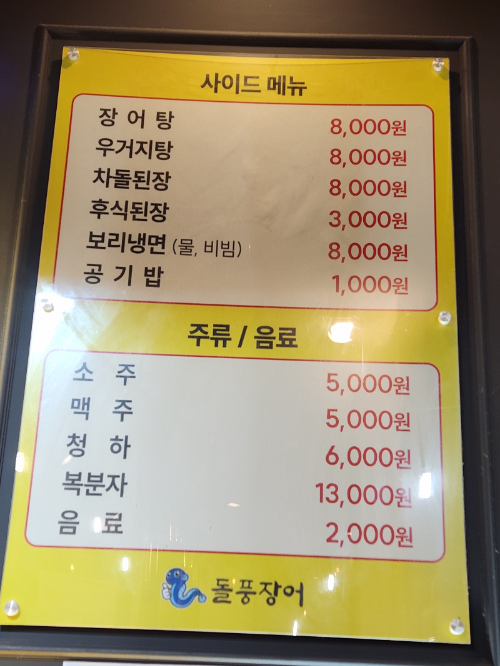 사이드 메뉴
장 어 탕 8,000원
우거지탕 8,000원
차돌된장 8,000원
후식된장 3,000원
보리냉면 (물, 비빔) 8,000원
공 기 밥 1,000원
주류 / 음료
소 주 5,000원
맥 주 5,000원
청 하 6,000원
복분자 13,000원
음 료 2,000원
돌풍장어